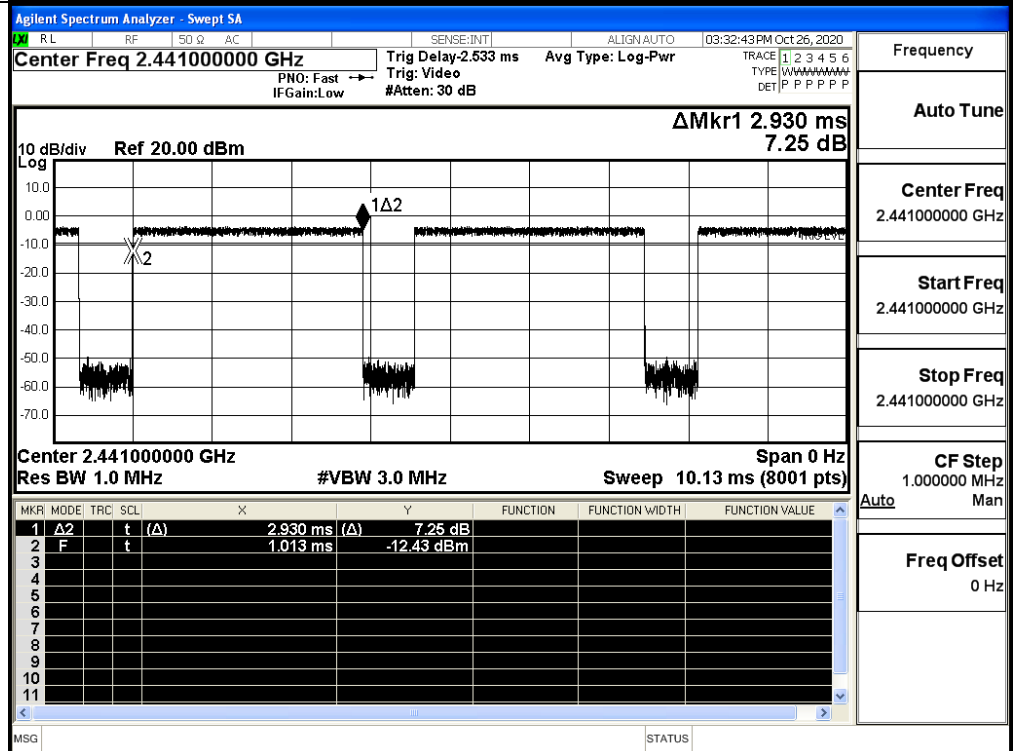 Agilent Spectrum Analyzer - Swept SA
LXI RL RF 50 Ω AC SENSE:INT ALIGN AUTO 03:32:43 PM Oct 26, 2020
Center Freq 2.441000000 GHz
PNO: Fast
IFGain:Low
Trig Delay-2.533 ms
Trig: Video
#Atten: 30 dB
Avg Type: Log-Pwr
TRACE 1 2 3 4 5 6
TYPE WWWWWW
DET P P P P P P
ΔMkr1 2.930 ms
7.25 dB
10 dB/div Ref 20.00 dBm
Log
10.0
0.00
-10.0
-20.0
-30.0
-40.0
-50.0
-60.0
-70.0
1Δ2
2
TRIG LVL
Center 2.441000000 GHz Span 0 Hz
Res BW 1.0 MHz #VBW 3.0 MHz Sweep 10.13 ms (8001 pts)
MKR MODE TRC SCL X Y FUNCTION FUNCTION WIDTH FUNCTION VALUE
1 Δ2 t (Δ) 2.930 ms (Δ) 7.25 dB
2 F t 1.013 ms -12.43 dBm
3
4
5
6
7
8
9
10
11
MSG STATUS
Frequency
Auto Tune
Center Freq
2.441000000 GHz
Start Freq
2.441000000 GHz
Stop Freq
2.441000000 GHz
CF Step
1.000000 MHz
Auto Man
Freq Offset
0 Hz